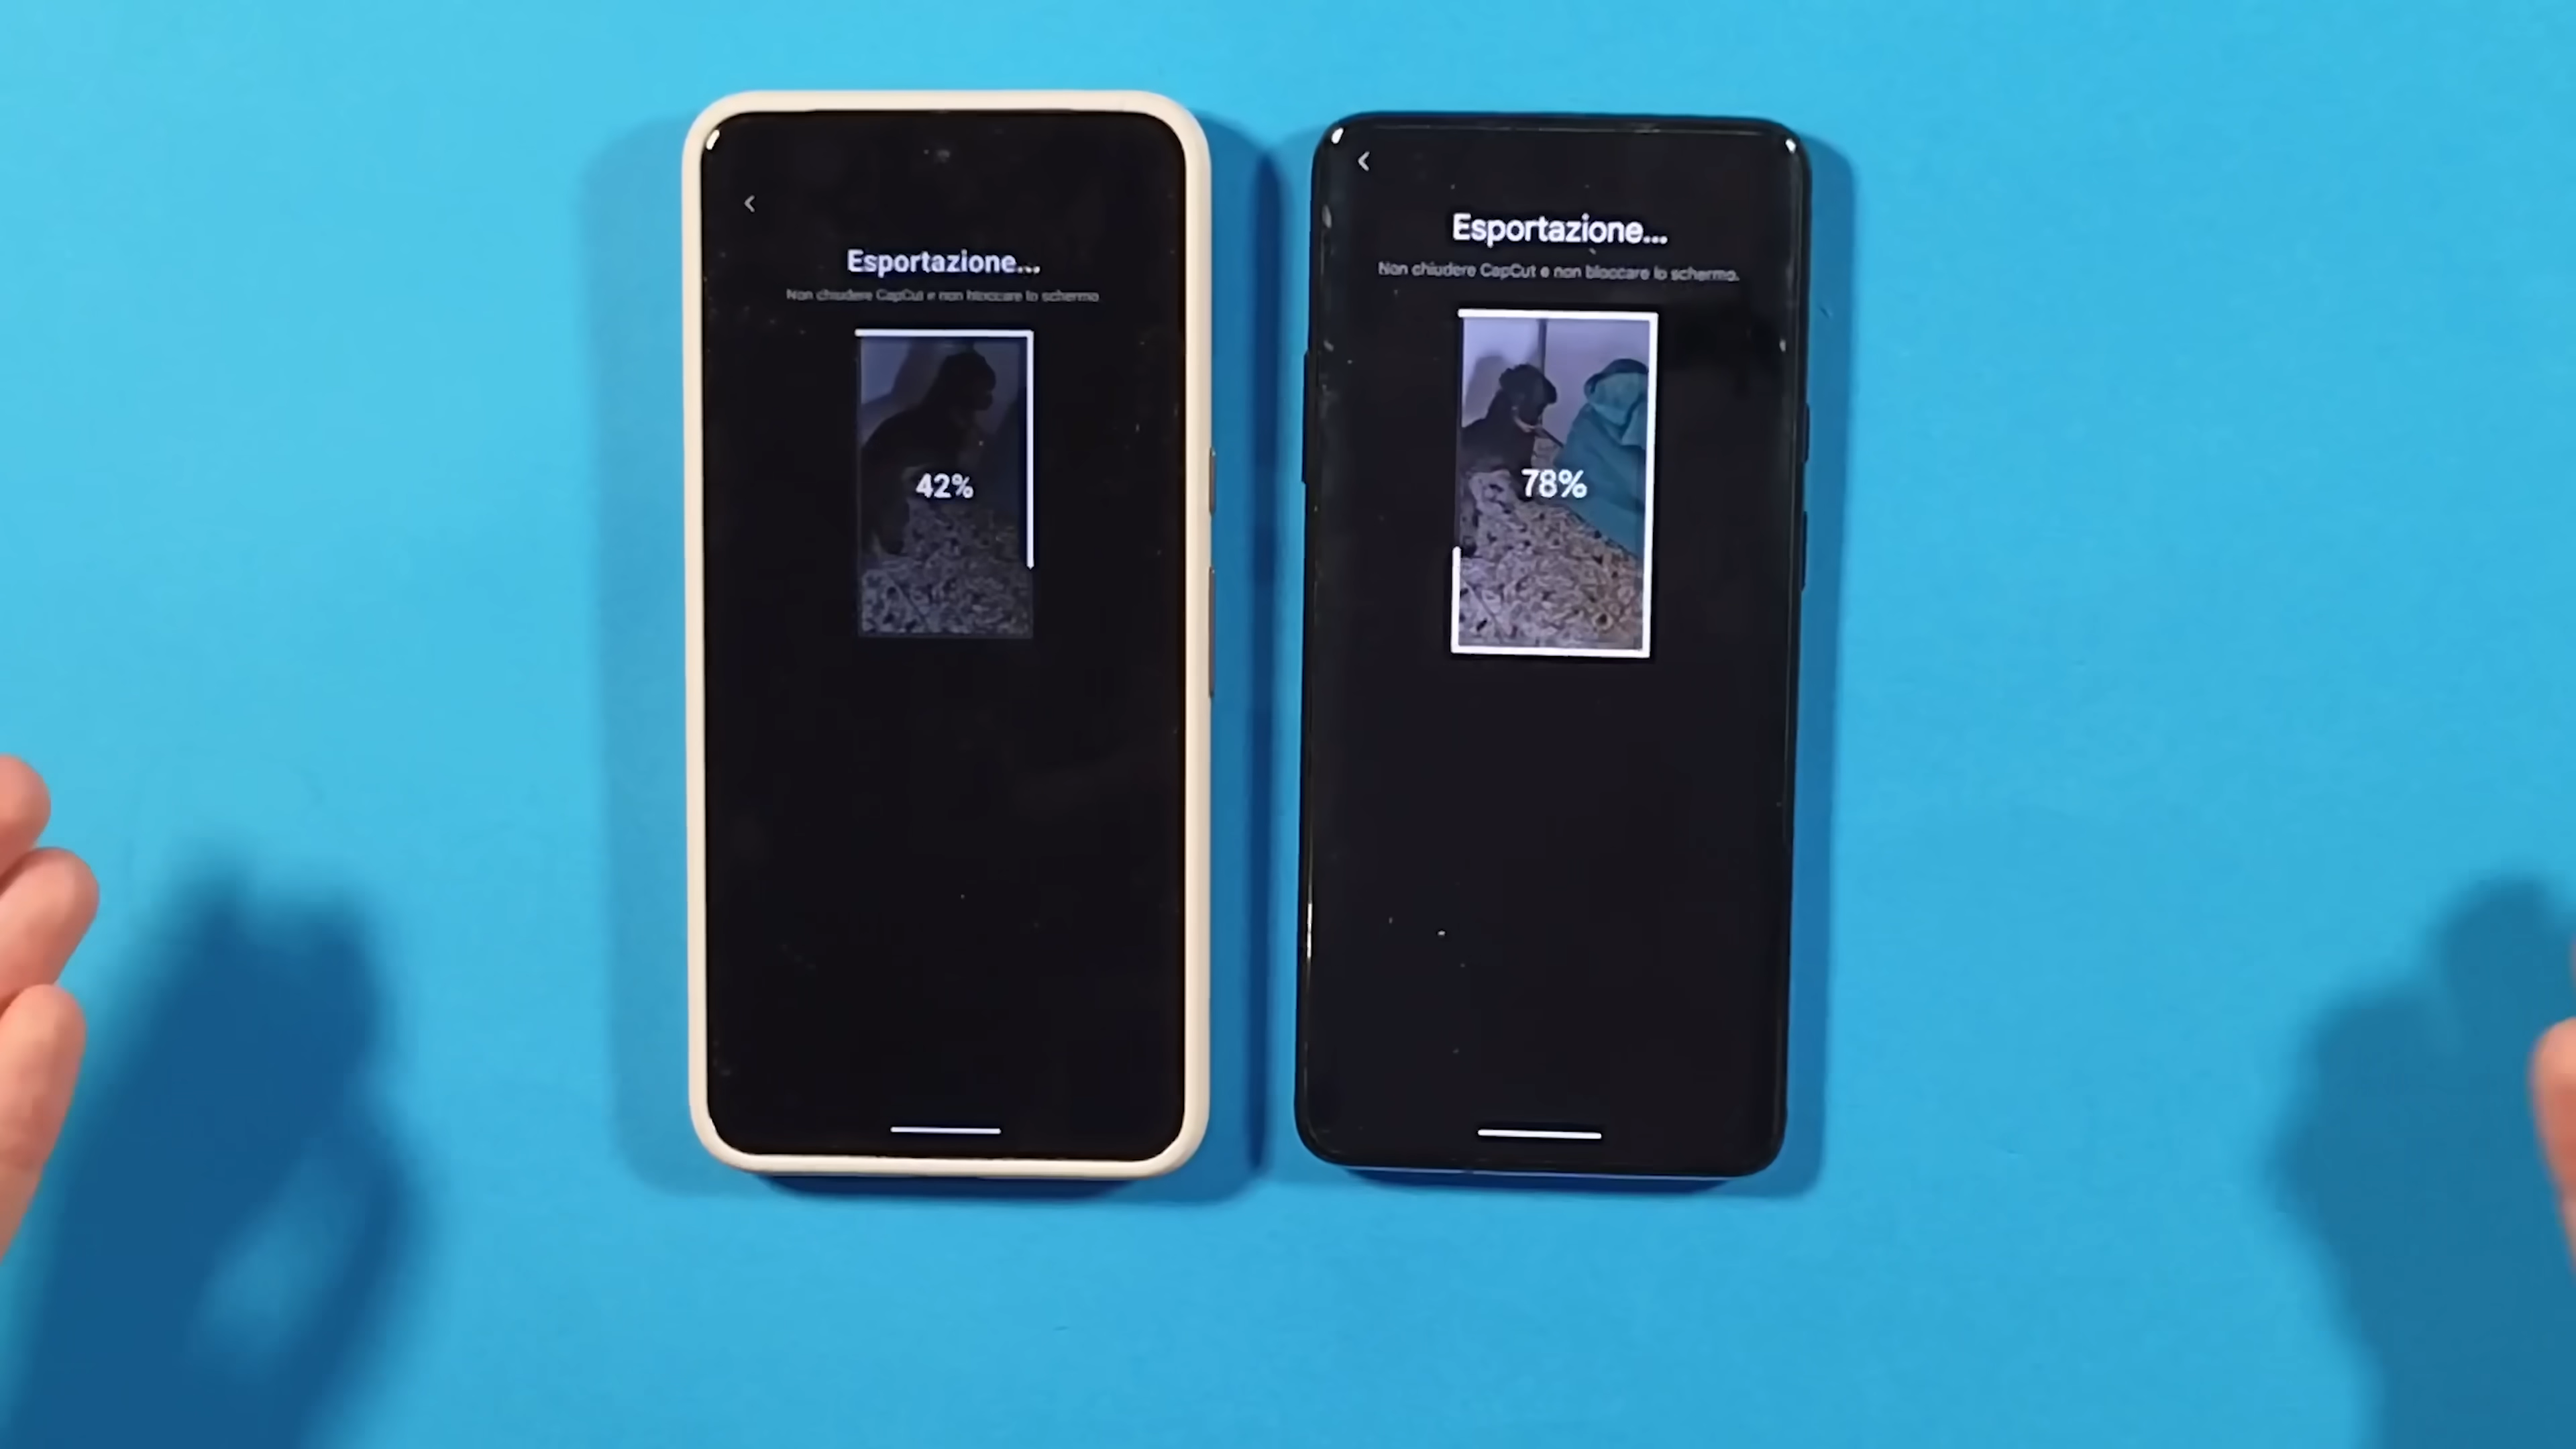 Esportazione...
Non chiudere CapCut e non bloccare lo schermo.
42%
Esportazione...
Non chiudere CapCut e non bloccare lo schermo.
78%